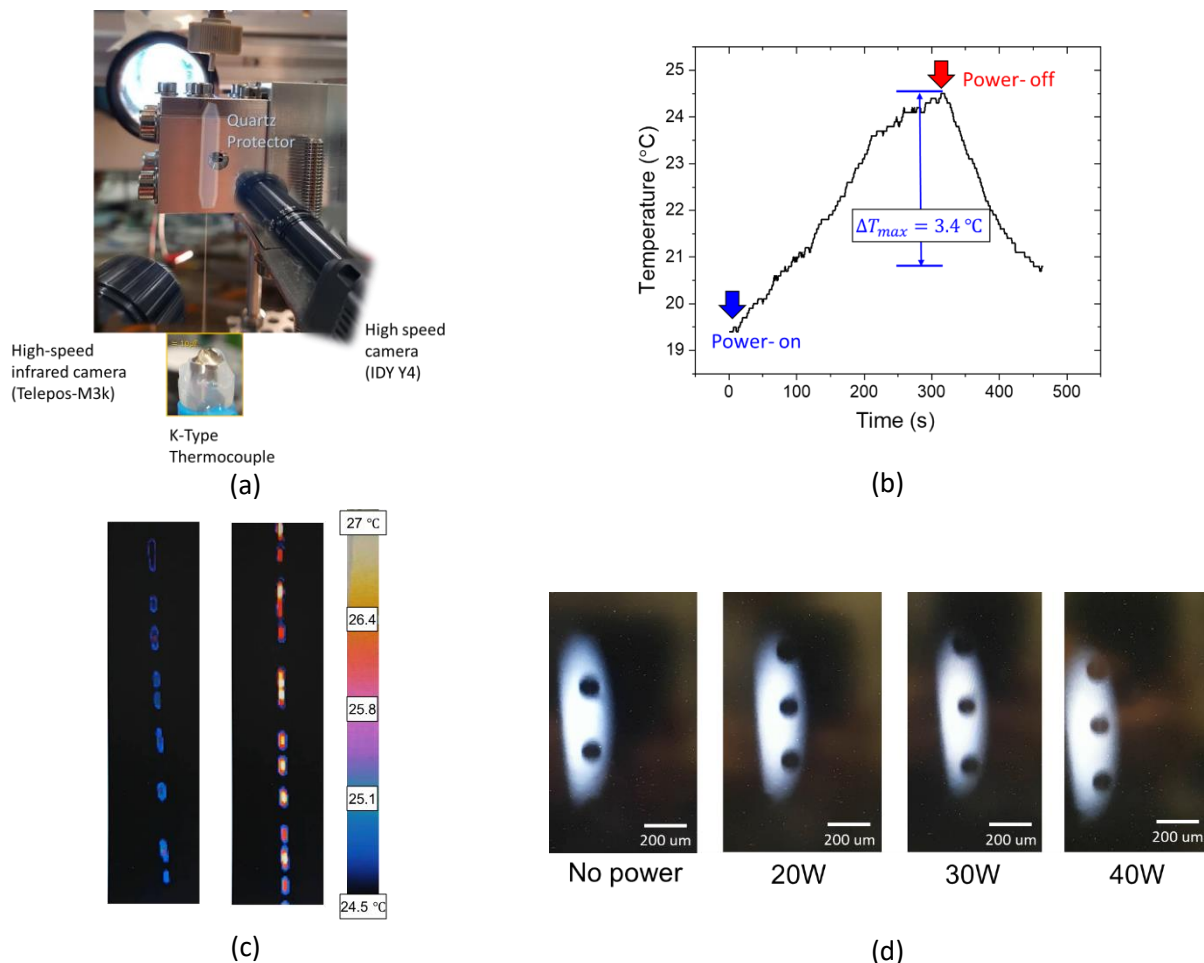 Quartz
Protector
High-speed
infrared camera
(Telepos-M3k)
High speed
camera
(IDY Y4)
K-Type
Thermocouple
(a)
25
24
23
22
21
20
19
Temperature (°C)
Power- off
ΔTmax = 3.4 °C
Power- on
0 100 200 300 400 500
Time (s)
(b)
27 °C
26.4
25.8
25.1
24.5 °C
(c)
200 um
200 um
200 um
200 um
No power 20W 30W 40W
(d)